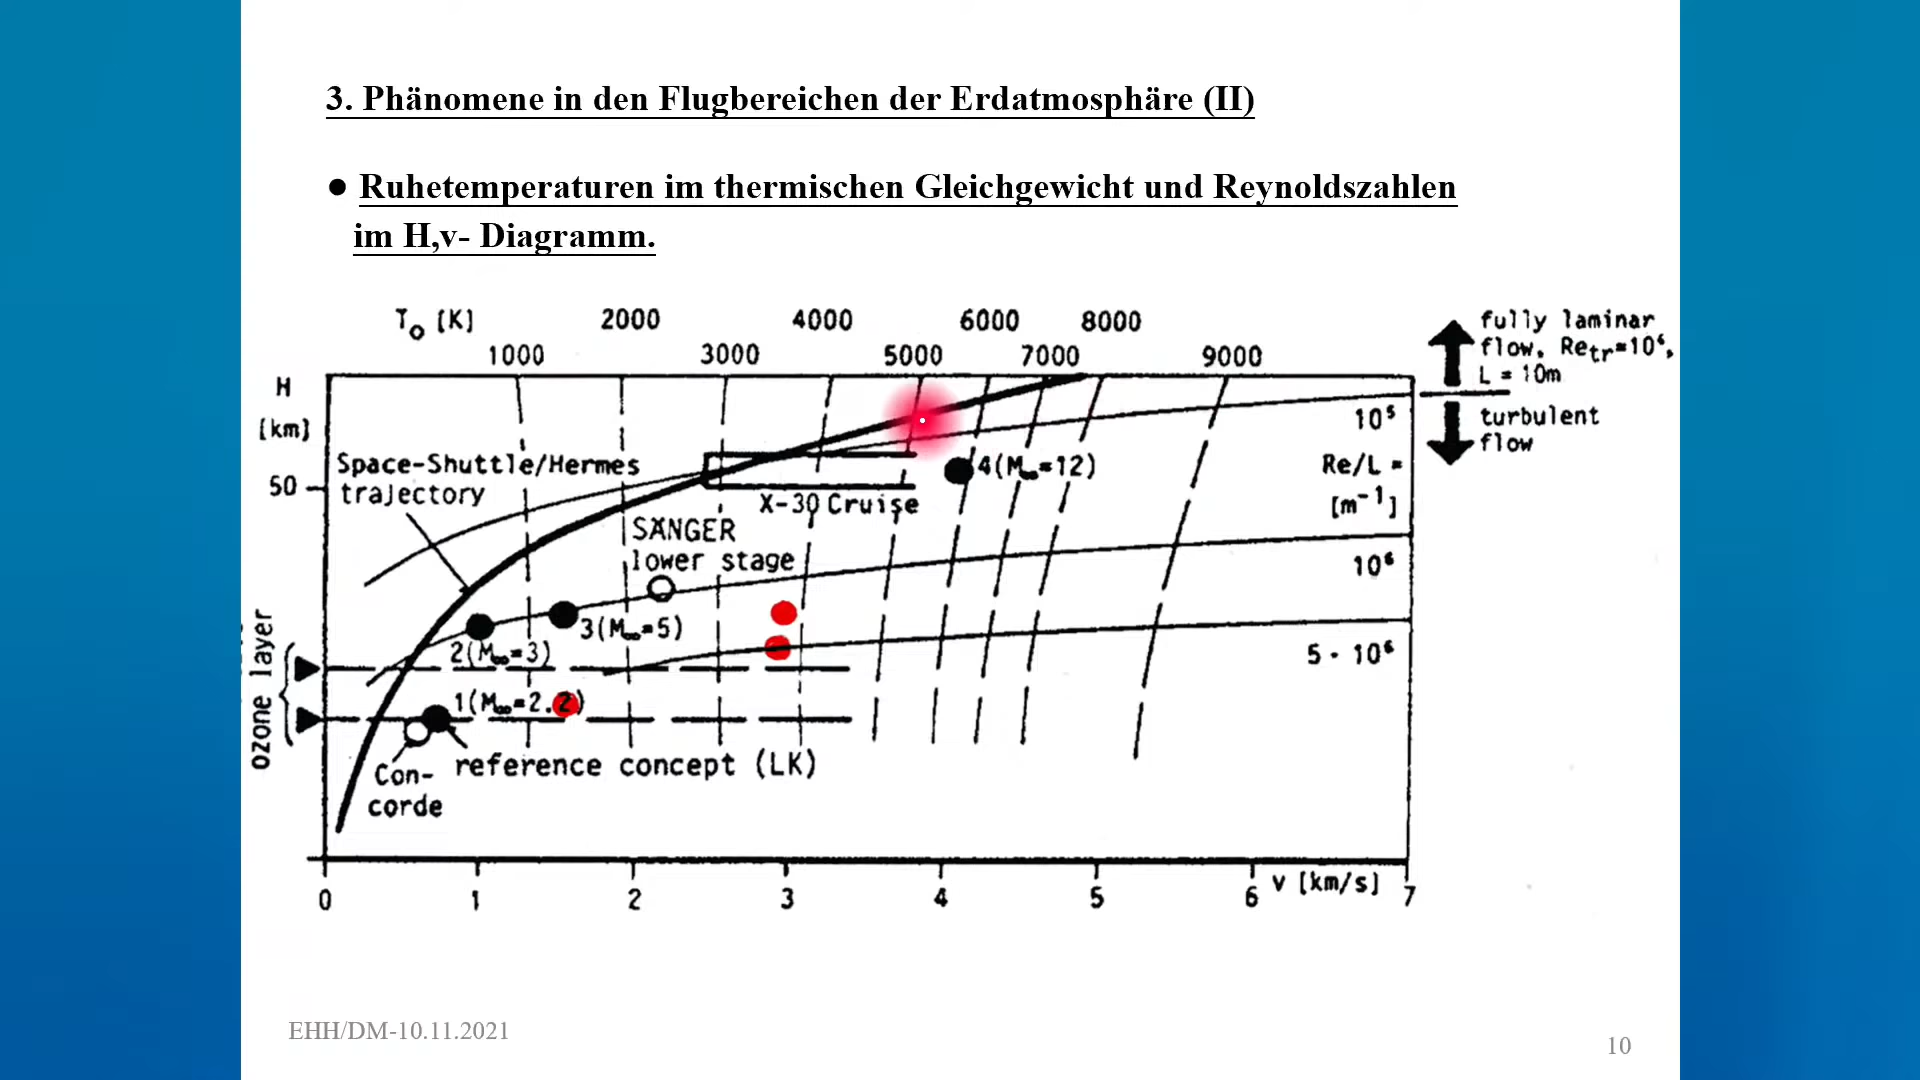 3. Phänomene in den Flugbereichen der Erdatmosphäre (II)
● Ruhetemperaturen im thermischen Gleichgewicht und Reynoldszahlen
im H,v- Diagramm.
T₀ [K]
2000
4000
6000
8000
1000
3000
5000
7000
9000
fully laminar
flow, Retr=10⁶,
L = 10m
turbulent
flow
H
[km]
50
Space-Shuttle/Hermes
trajectory
10⁵
4(M∞=12)
Re/L =
[m⁻¹]
X-30 Cruise
SÄNGER
lower stage
10⁶
3(M∞=5)
2(M∞=3)
5 · 10⁶
ozone layer
1(M∞=2.2)
reference concept (LK)
Con-
corde
v [km/s]
0
1
2
3
4
5
6
7
EHH/DM-10.11.2021
10